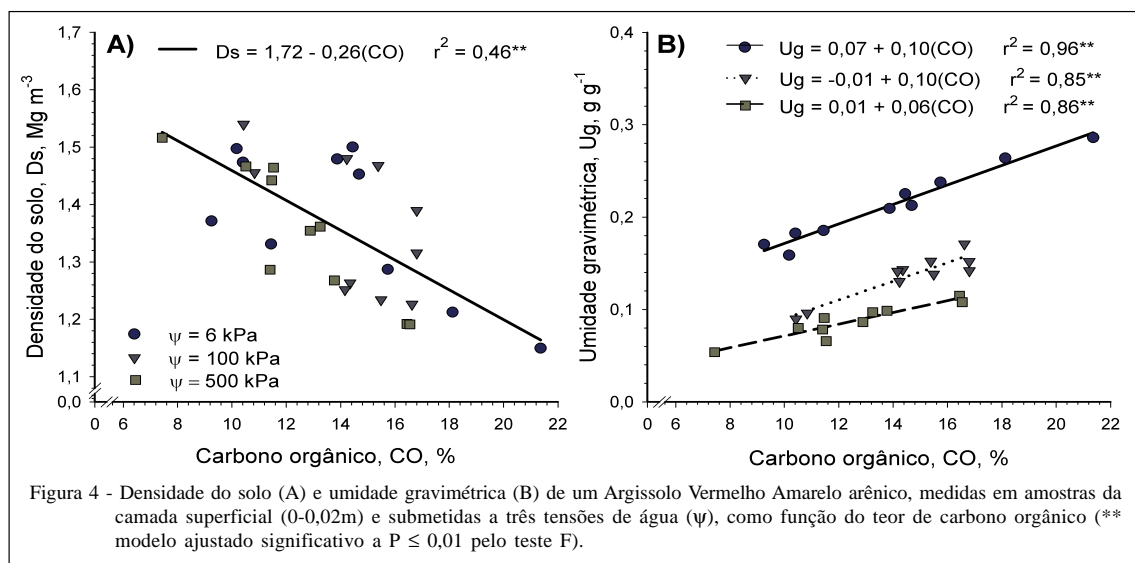 A)
Ds = 1,72 - 0,26(CO) r² = 0,46**
1,7
1,6
1,5
1,4
1,3
1,2
1,1
0,0
Densidade do solo, Ds, Mg m⁻³
ψ = 6 kPa
ψ = 100 kPa
ψ = 500 kPa
0 6 8 10 12 14 16 18 20 22
Carbono orgânico, CO, %
B)
Ug = 0,07 + 0,10(CO) r² = 0,96**
Ug = -0,01 + 0,10(CO) r² = 0,85**
Ug = 0,01 + 0,06(CO) r² = 0,86**
0,4
0,3
0,2
0,1
0,0
Umidade gravimétrica, Ug, g g⁻¹
0 6 8 10 12 14 16 18 20 22
Carbono orgânico, CO, %
Figura 4 - Densidade do solo (A) e umidade gravimétrica (B) de um Argissolo Vermelho Amarelo arênico, medidas em amostras da
camada superficial (0-0,02m) e submetidas a três tensões de água (ψ), como função do teor de carbono orgânico (**
modelo ajustado significativo a P ≤ 0,01 pelo teste F).